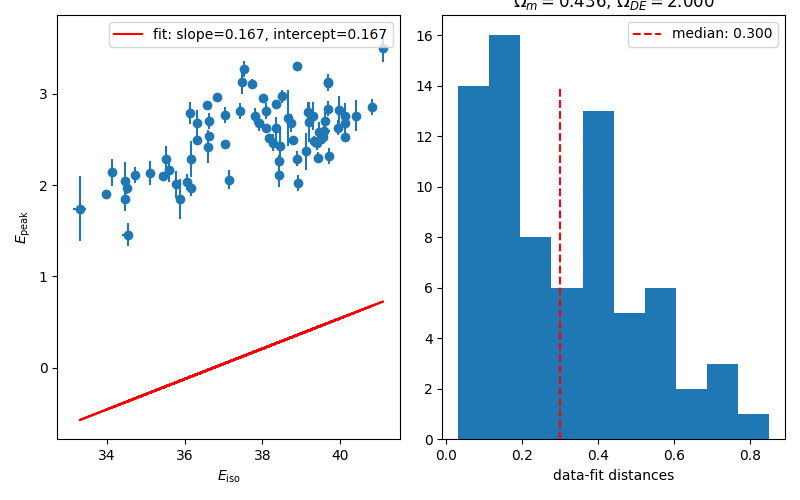 Ω_m = 0.436, Ω_DE = 2.000
fit: slope=0.167, intercept=0.167
median: 0.300
3
2
1
0
E_peak
34 36 38 40
E_iso
16
14
12
10
8
6
4
2
0
0.0 0.2 0.4 0.6 0.8
data-fit distances